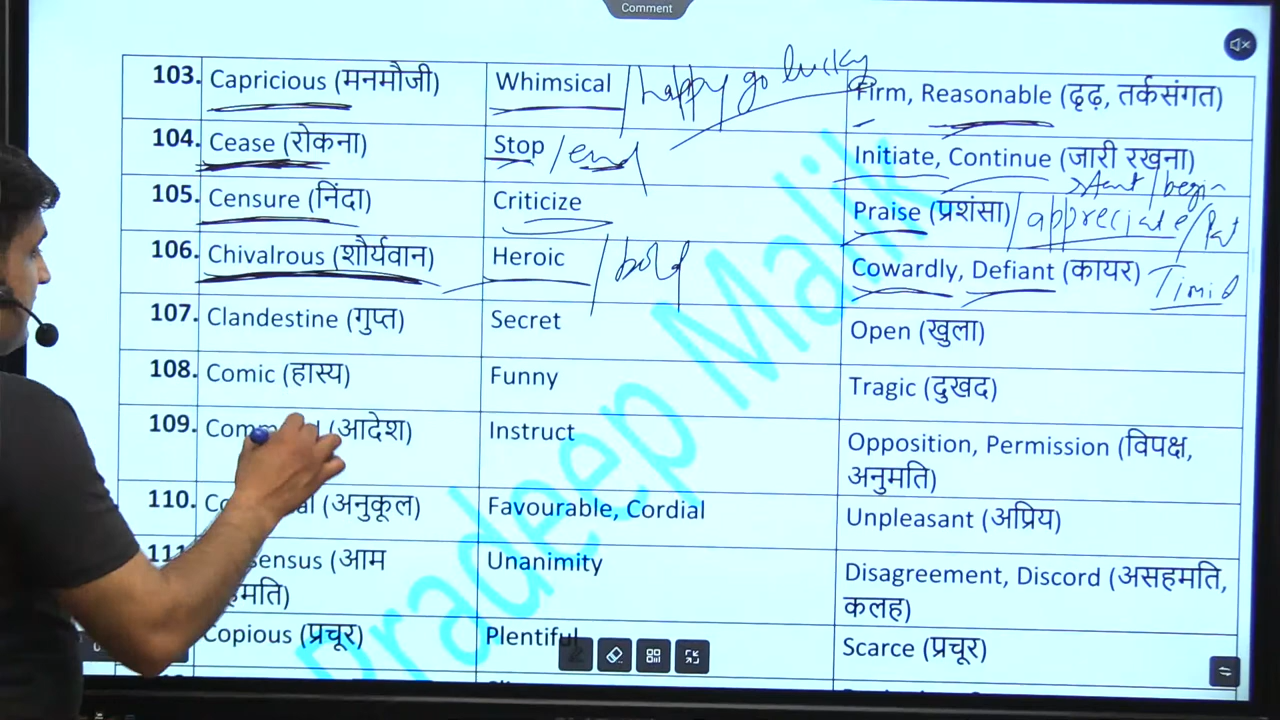 Comment
103. Capricious (मनमौजी) Whimsical / happy go lucky Firm, Reasonable (दृढ़, तर्कसंगत)
104. Cease (रोकना) Stop / end Initiate, Continue (जारी रखना)
start / begin
105. Censure (निंदा) Criticize Praise (प्रशंसा) / appreciate / Pat
106. Chivalrous (शौर्यवान) Heroic / bold Cowardly, Defiant (कायर) Timid
107. Clandestine (गुप्त) Secret Open (खुला)
108. Comic (हास्य) Funny Tragic (दुखद)
109. (आदेश) Instruct Opposition, Permission (विपक्ष,
अनुमति)
110. (अनुकूल) Favourable, Cordial Unpleasant (अप्रिय)
(आम Unanimity Disagreement, Discord (असहमति,
कलह)
Copious (प्रचूर) Plentiful Scarce (प्रचूर)
Pradeep Malik